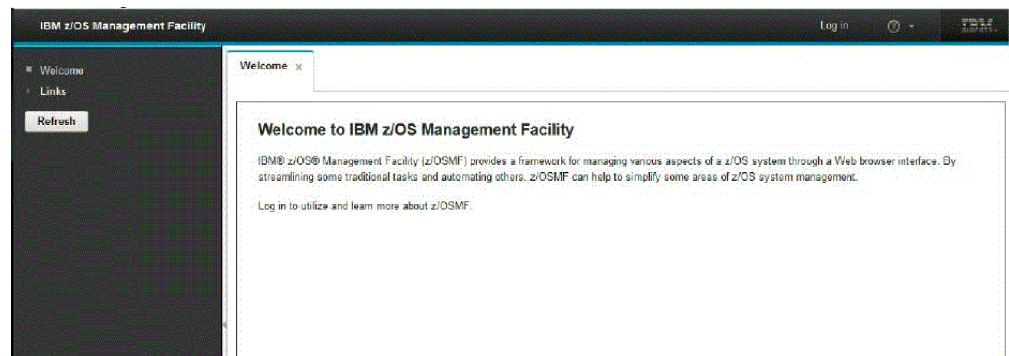 IBM z/OS Management Facility
Log in
IBM
Welcome
Links
Refresh
Welcome x
Welcome to IBM z/OS Management Facility
IBM® z/OS® Management Facility (z/OSMF) provides a framework for managing various aspects of a z/OS system through a Web browser interface. By
streamlining some traditional tasks and automating others, z/OSMF can help to simplify some areas of z/OS system management.
Log in to utilize and learn more about z/OSMF.